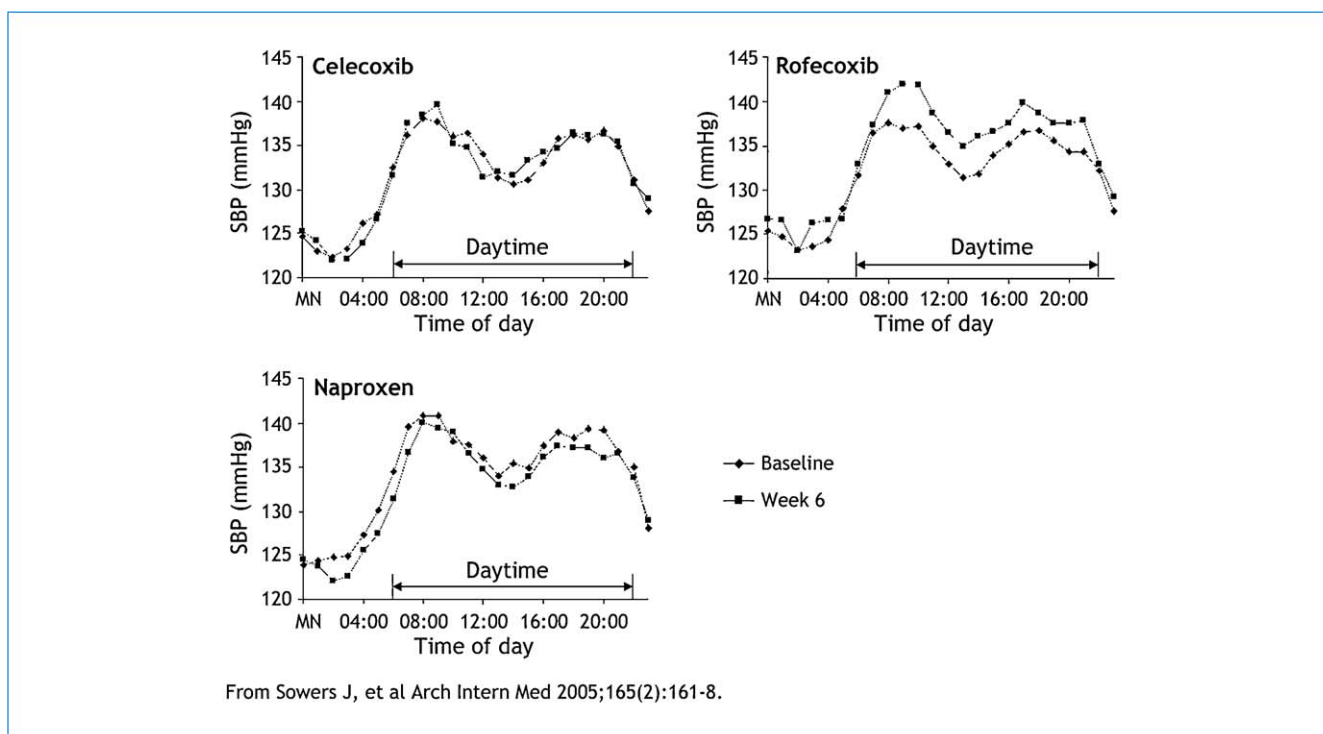 Celecoxib
145
140
135
130
125
120
SBP (mmHg)
Daytime
MN 04:00 08:00 12:00 16:00 20:00
Time of day
Rofecoxib
145
140
135
130
125
120
SBP (mmHg)
Daytime
MN 04:00 08:00 12:00 16:00 20:00
Time of day
Naproxen
145
140
135
130
125
120
SBP (mmHg)
Daytime
MN 04:00 08:00 12:00 16:00 20:00
Time of day
Baseline
Week 6
From Sowers J, et al Arch Intern Med 2005;165(2):161-8.